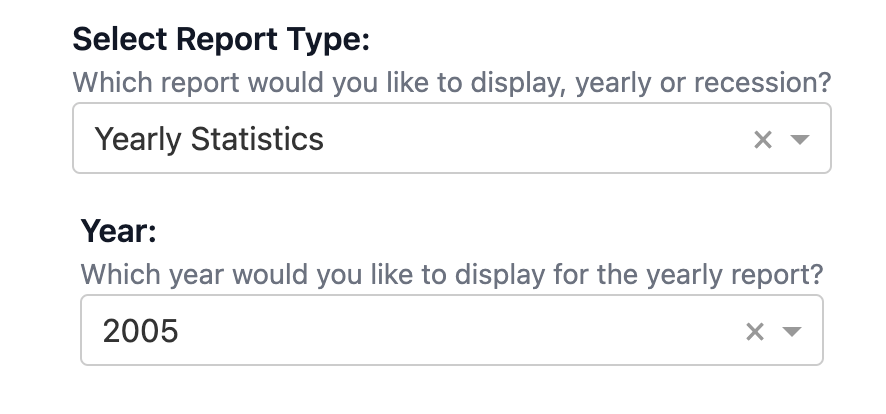 Select Report Type:
Which report would you like to display, yearly or recession?
Yearly Statistics
Year:
Which year would you like to display for the yearly report?
2005